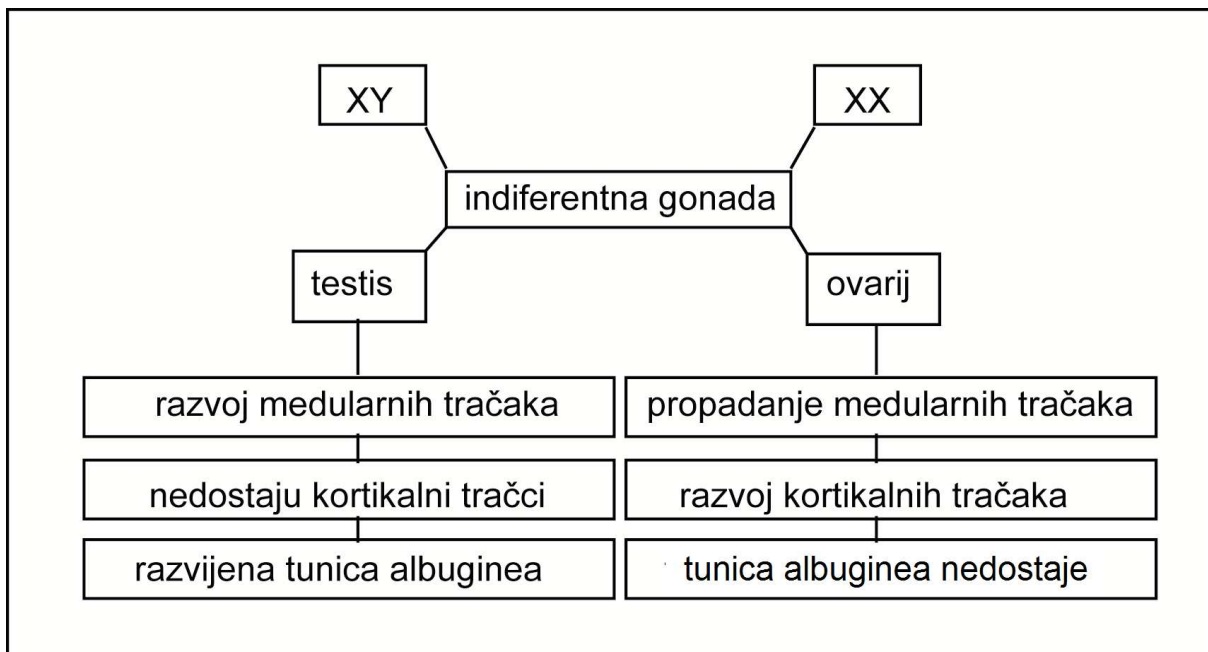 XY
XX
indiferentna gonada
testis
ovarij
razvoj medularnih tračaka
propadanje medularnih tračaka
nedostaju kortikalni tračci
razvoj kortikalnih tračaka
razvijena tunica albuginea
tunica albuginea nedostaje